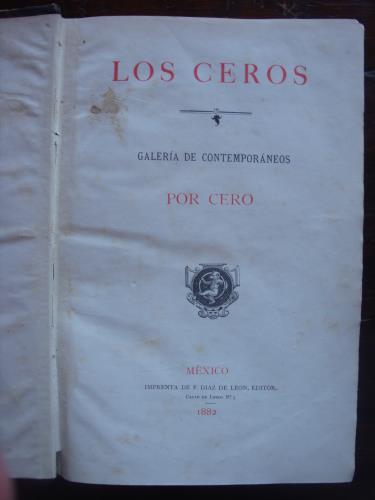 LOS CEROS
GALERÍA DE CONTEMPORÁNEOS
POR CERO
MÉXICO
IMPRENTA DE F. DIAZ DE LEON, EDITOR,
1882